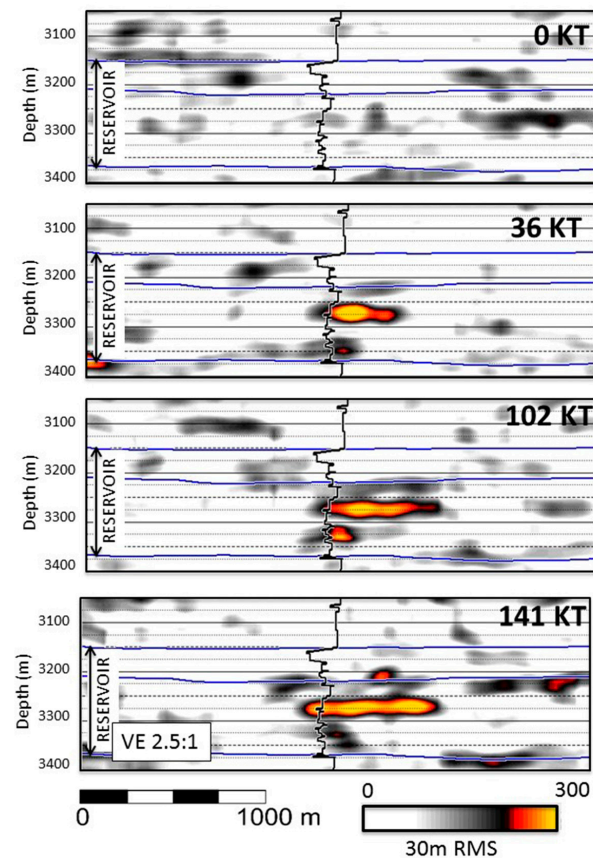 0 KT
3100
3200
3300
3400
Depth (m)
RESERVOIR
36 KT
3100
3200
3300
3400
Depth (m)
RESERVOIR
102 KT
3100
3200
3300
3400
Depth (m)
RESERVOIR
141 KT
3100
3200
3300
3400
Depth (m)
RESERVOIR
VE 2.5:1
0 1000 m
0 300
30m RMS